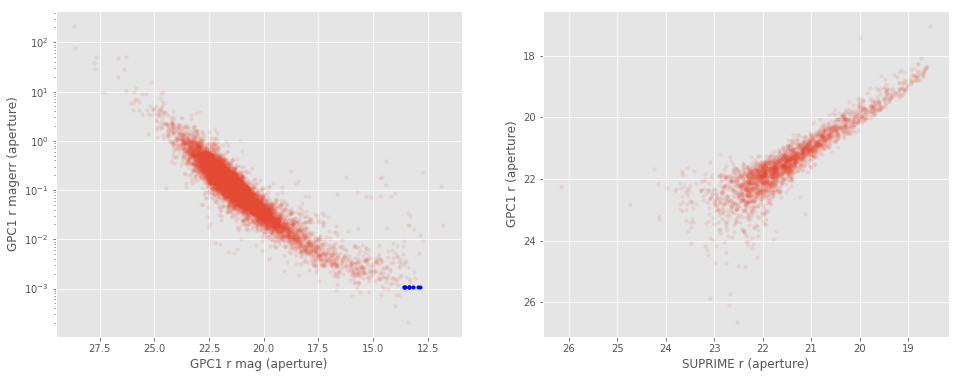 GPC1 r magerr (aperture)
10²
10¹
10⁰
10⁻¹
10⁻²
10⁻³
27.5 25.0 22.5 20.0 17.5 15.0 12.5
GPC1 r mag (aperture)
GPC1 r (aperture)
18
20
22
24
26
26 25 24 23 22 21 20 19
SUPRIME r (aperture)